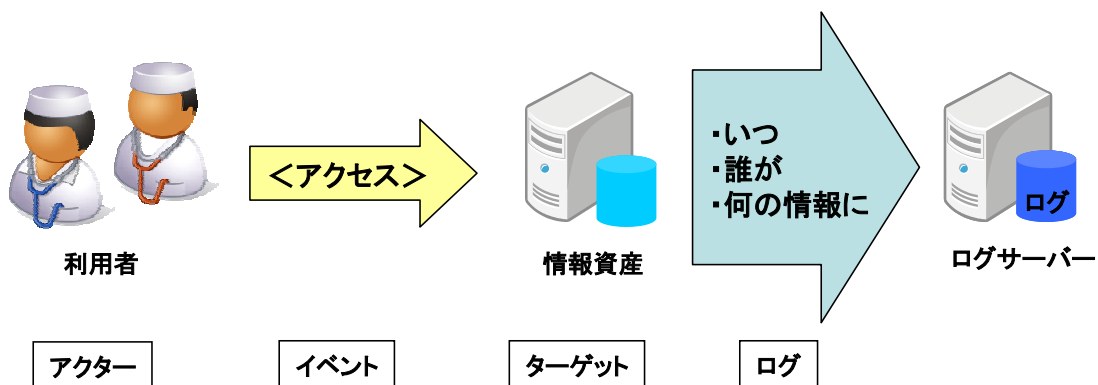 <アクセス>
・いつ
・誰が
・何の情報に
ログ
利用者
情報資産
ログサーバー
アクター
イベント
ターゲット
ログ